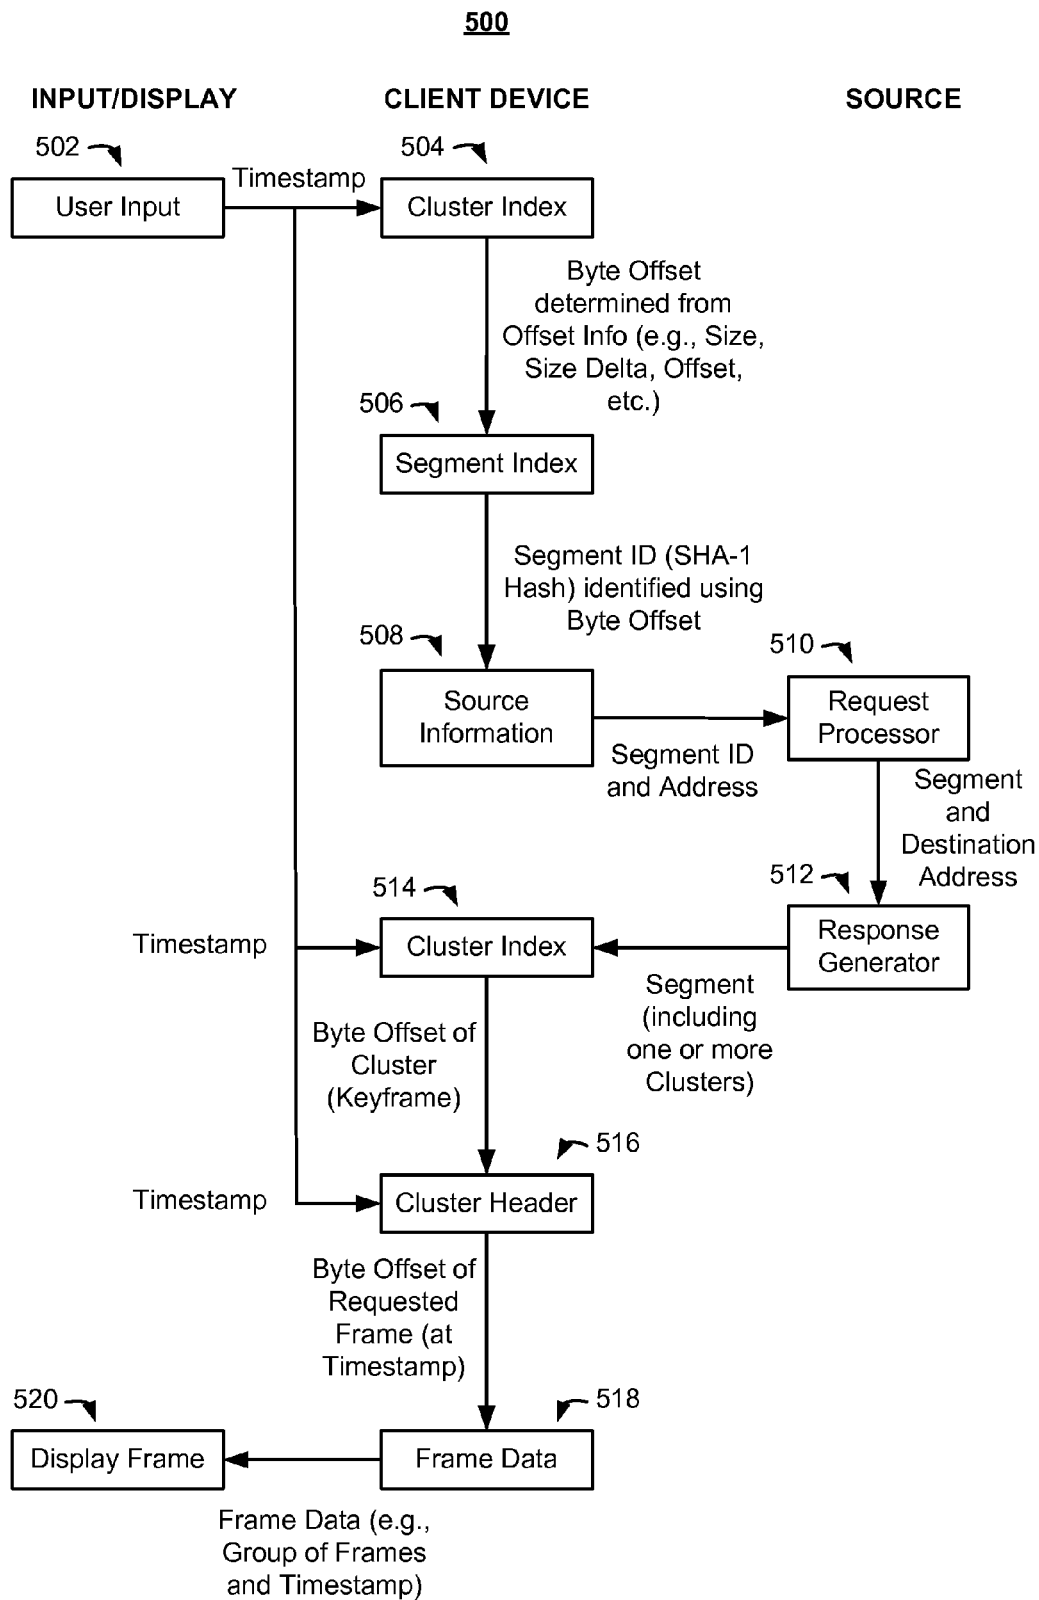 500
INPUT/DISPLAY
CLIENT DEVICE
SOURCE
502
504
Timestamp
User Input
Cluster Index
Byte Offset
determined from
Offset Info (e.g., Size,
Size Delta, Offset,
etc.)
506
Segment Index
Segment ID (SHA-1
Hash) identified using
Byte Offset
508
510
Source
Information
Request
Processor
Segment ID
and Address
Segment
and
Destination
Address
512
514
Timestamp
Cluster Index
Response
Generator
Segment
(including
one or more
Clusters)
Byte Offset of
Cluster
(Keyframe)
516
Timestamp
Cluster Header
Byte Offset of
Requested
Frame (at
Timestamp)
520
518
Display Frame
Frame Data
Frame Data (e.g.,
Group of Frames
and Timestamp)